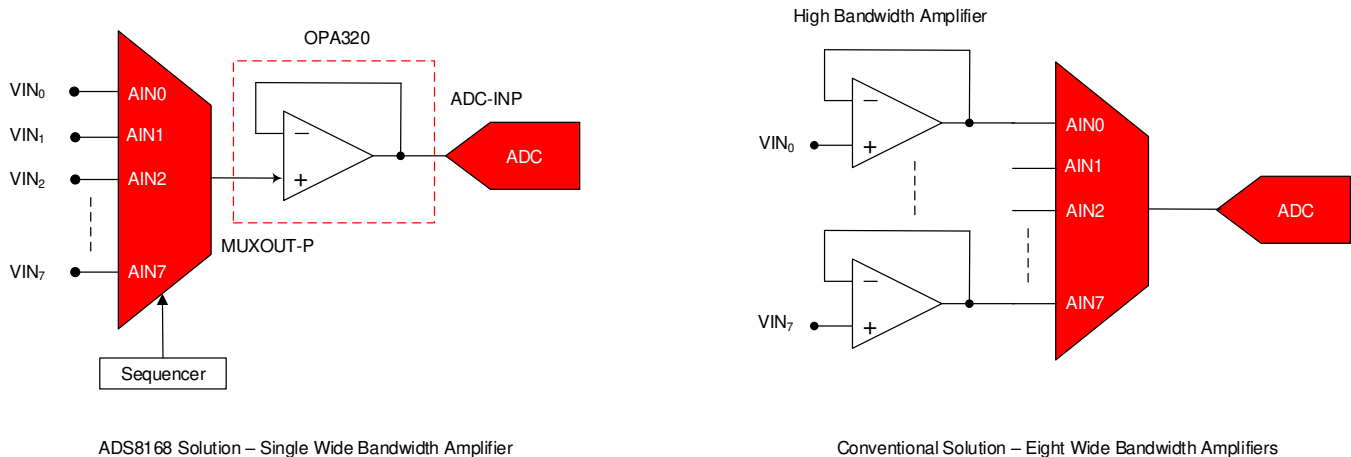 OPA320
VIN0
AIN0
VIN1
AIN1
VIN2
AIN2
VIN7
AIN7
−
+
ADC-INP
ADC
MUXOUT-P
Sequencer
ADS8168 Solution – Single Wide Bandwidth Amplifier
High Bandwidth Amplifier
−
+
VIN0
−
+
VIN7
AIN0
AIN1
AIN2
AIN7
ADC
Conventional Solution – Eight Wide Bandwidth Amplifiers